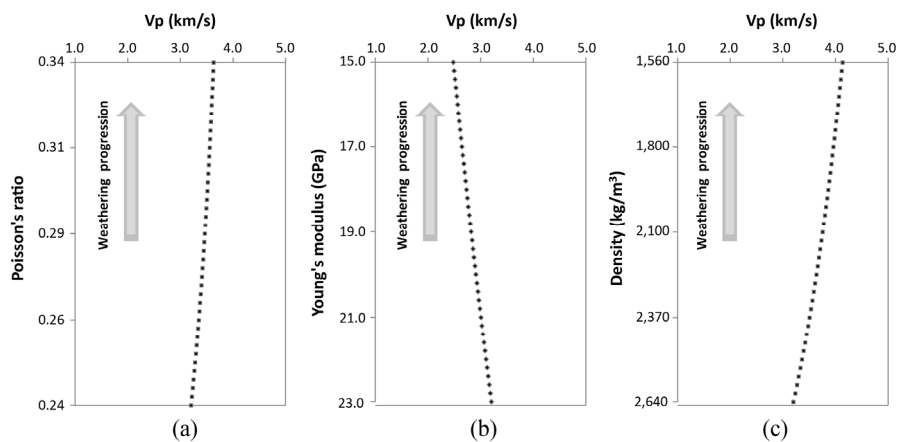 Vp (km/s)
1.0 2.0 3.0 4.0 5.0
0.34
0.31
0.29
0.26
0.24
Poisson's ratio
Weathering progression
(a)
Vp (km/s)
1.0 2.0 3.0 4.0 5.0
15.0
17.0
19.0
21.0
23.0
Young's modulus (GPa)
Weathering progression
(b)
Vp (km/s)
1.0 2.0 3.0 4.0 5.0
1,560
1,800
2,100
2,370
2,640
Density (kg/m³)
Weathering progression
(c)